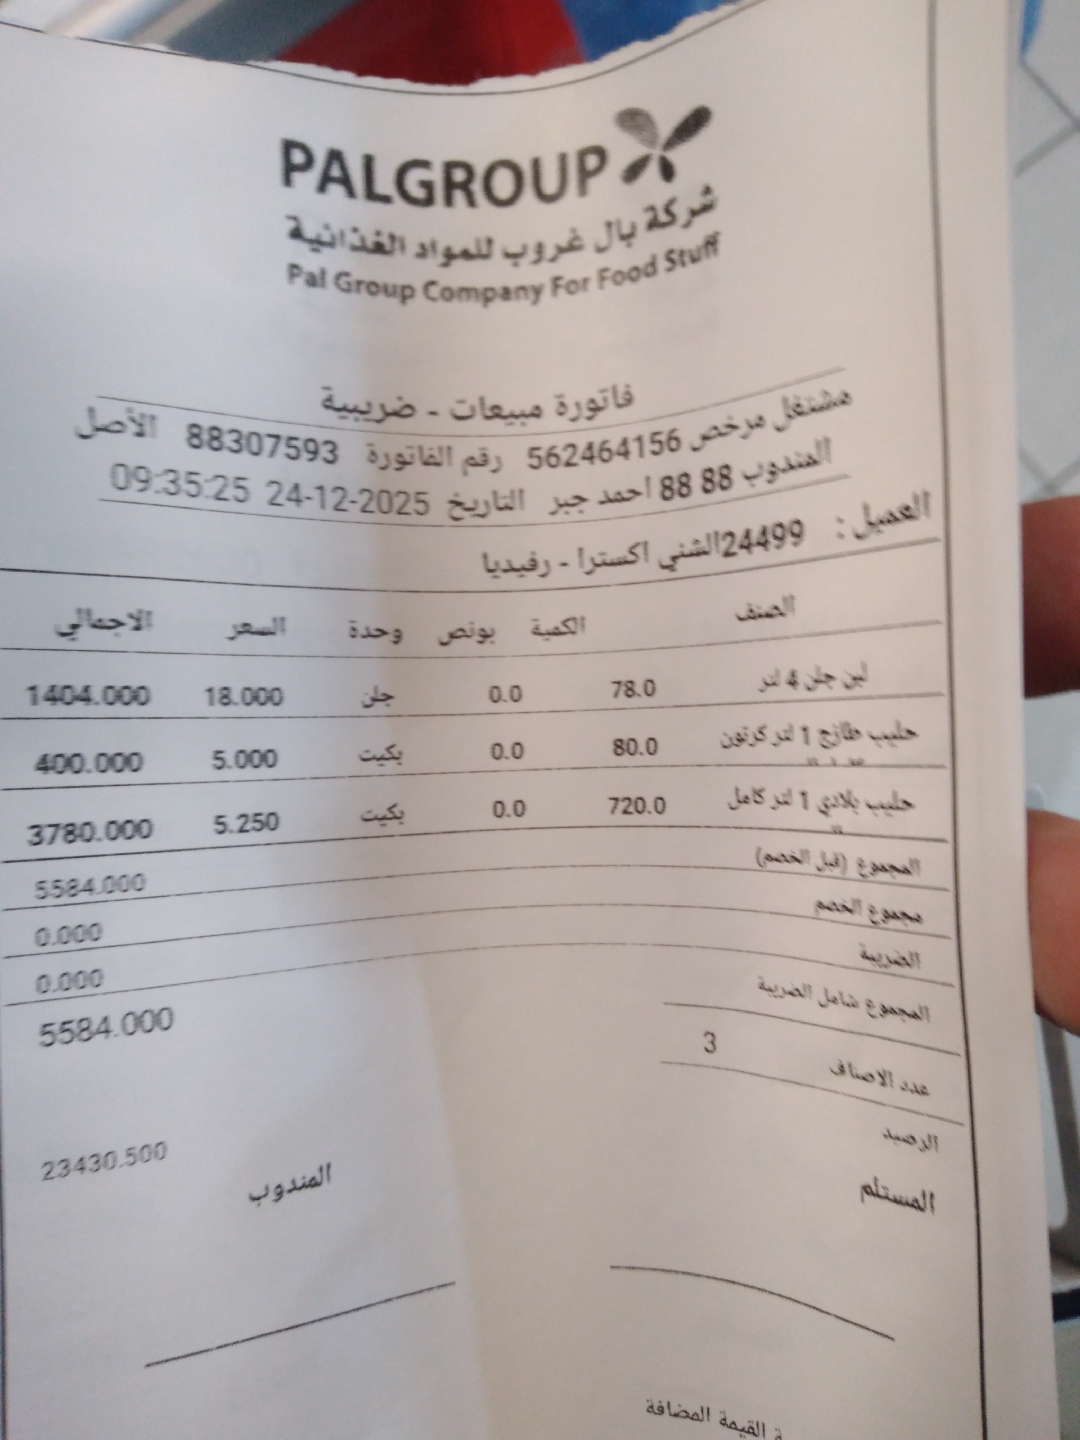 PALGROUP
شركة بال غروب للمواد الغذائية
Pal Group Company For Food Stuff
فاتورة مبيعات - ضريبية
مشتغل مرخص 562464156 رقم الفاتورة 88307593 الأصل
المندوب 88 88 احمد جبر التاريخ 24-12-2025 09:35:25
العميل : 24499الشني اكسترا - رفيديا
الصنف الكمية بونص وحدة السعر الاجمالي
لبن جلن 4 لتر 78.0 0.0 جلن 18.000 1404.000
حليب طازج 1 لتر كرتون 80.0 0.0 بكيت 5.000 400.000
حليب بلادي 1 لتر كامل 720.0 0.0 بكيت 5.250 3780.000
المجموع (قبل الخصم) 5584.000
مجموع الخصم 0.000
الضريبة 0.000
المجموع شامل الضريبة 5584.000
عدد الاصناف 3
الرصيد 23430.500
المستلم المندوب
القيمة المضافة